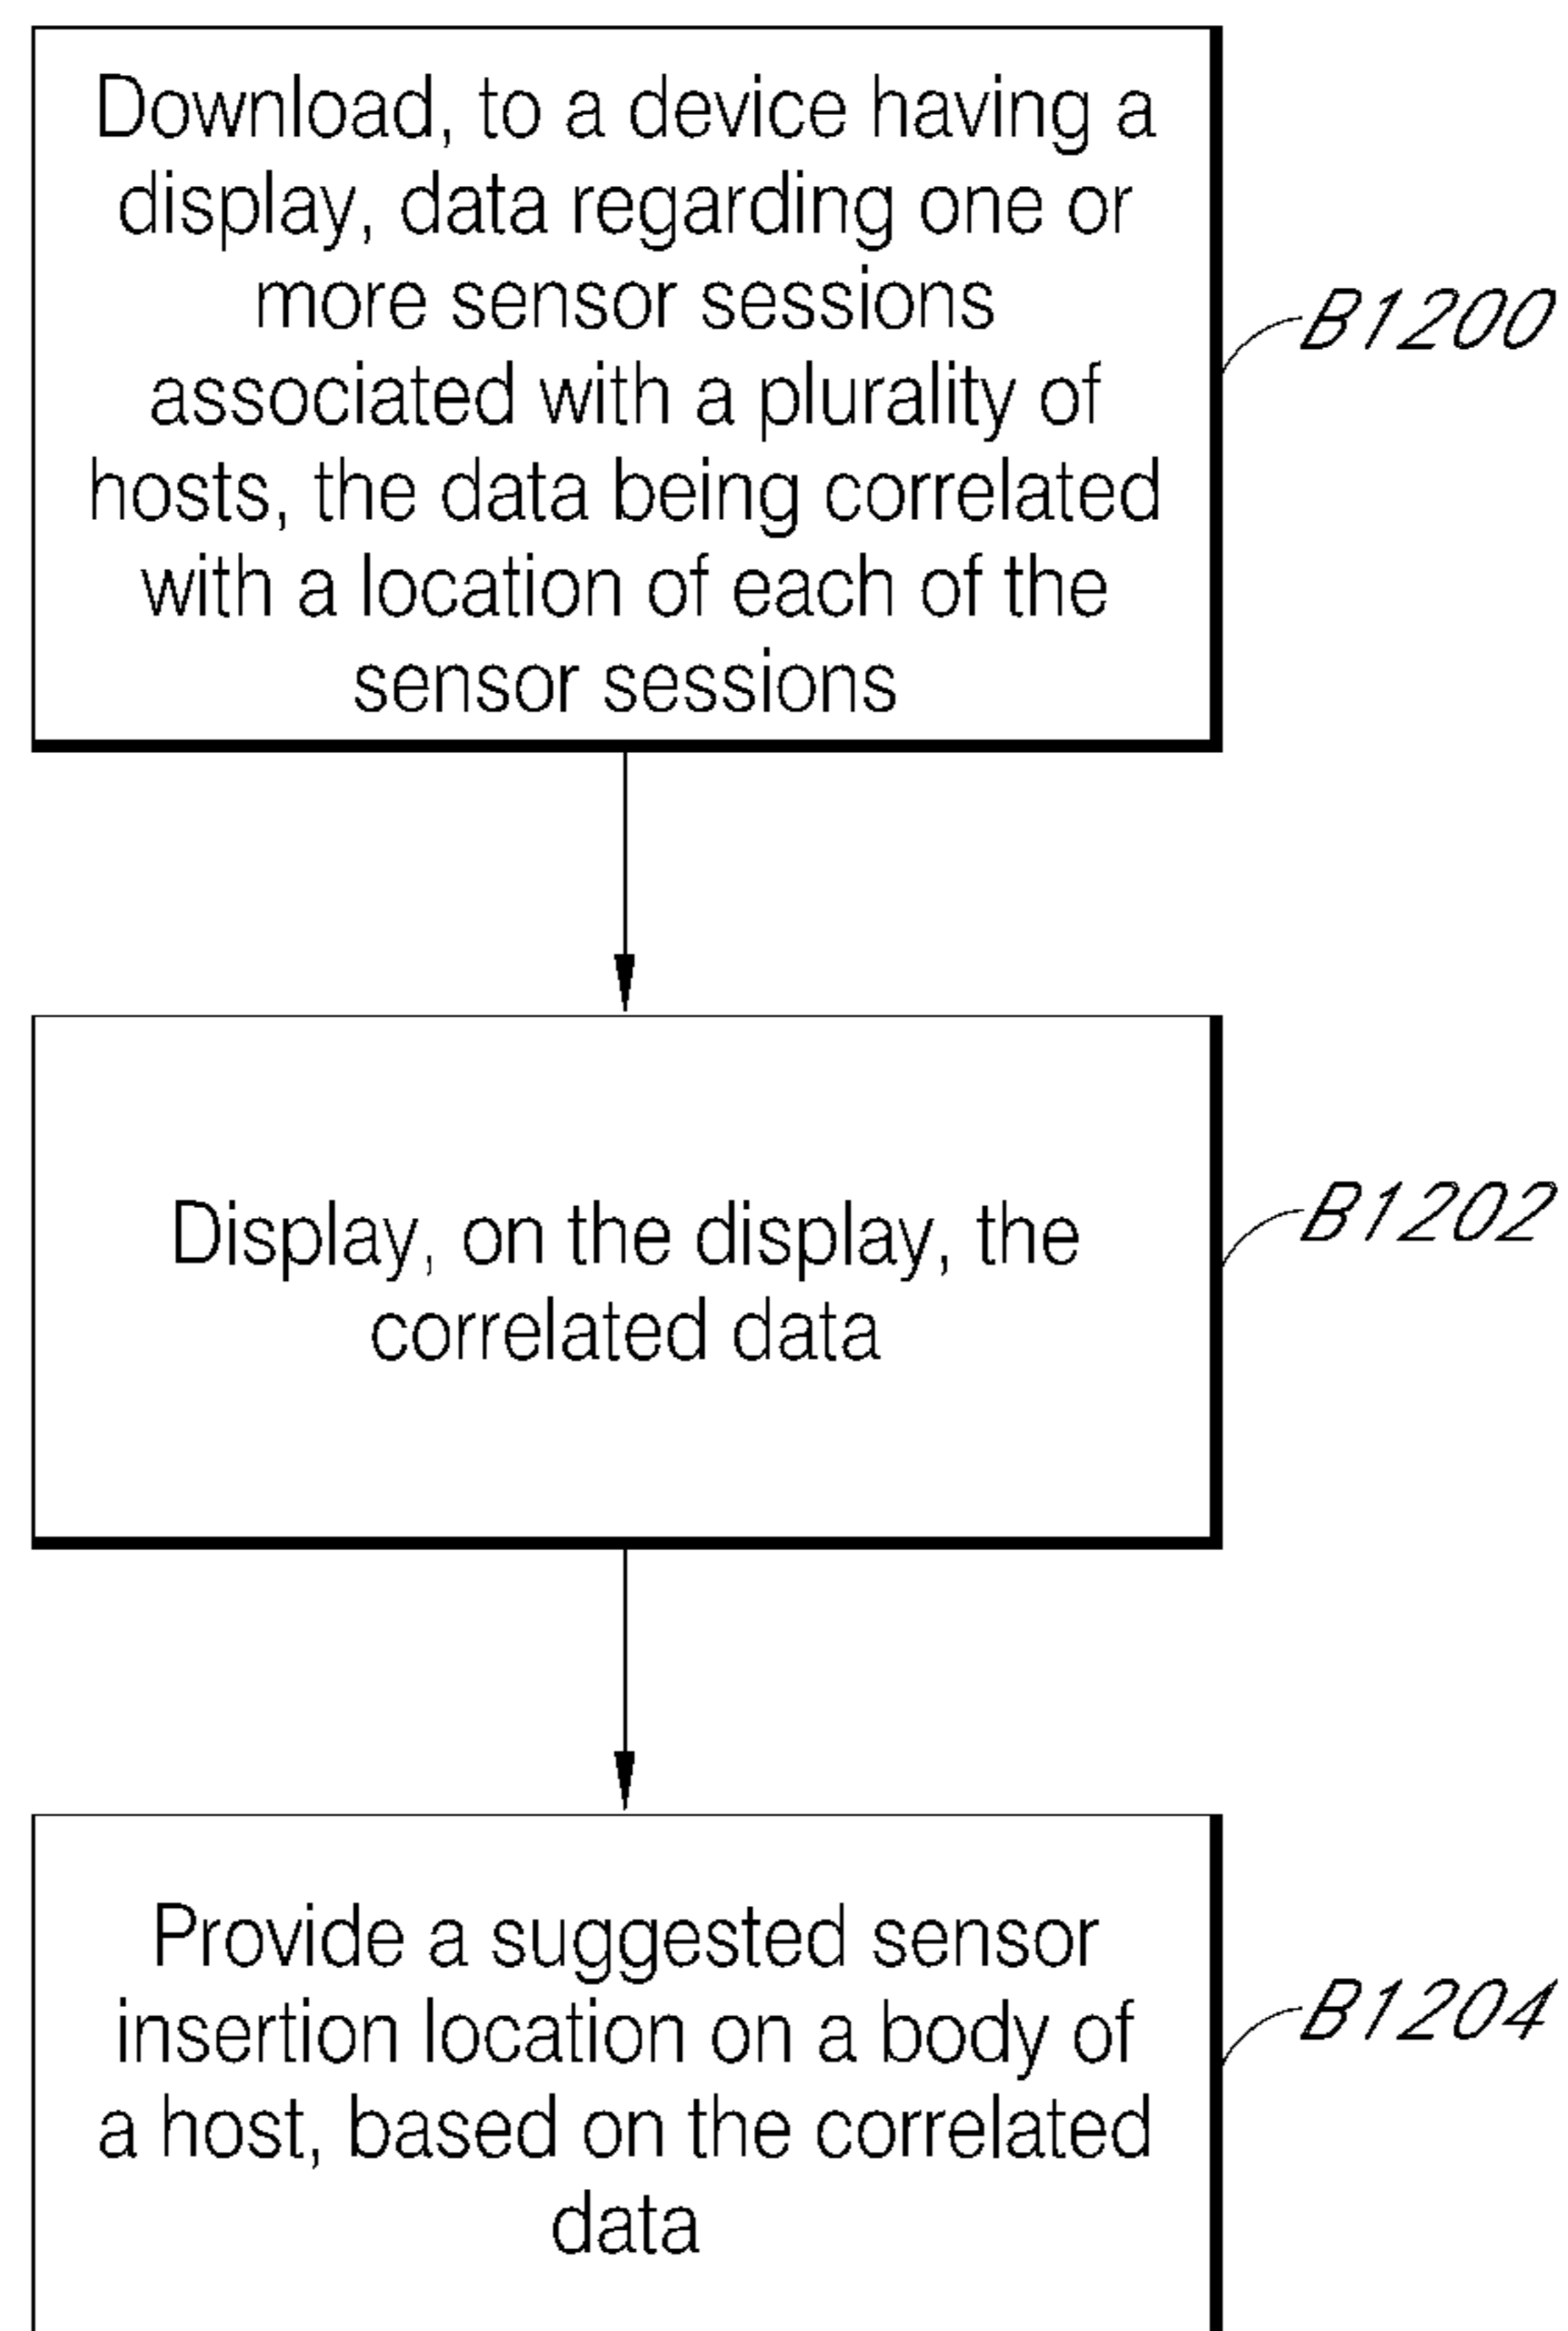 Download, to a device having a
display, data regarding one or
more sensor sessions
associated with a plurality of
hosts, the data being correlated
with a location of each of the
sensor sessions
B1200
Display, on the display, the
correlated data
B1202
Provide a suggested sensor
insertion location on a body of
a host, based on the correlated
data
B1204